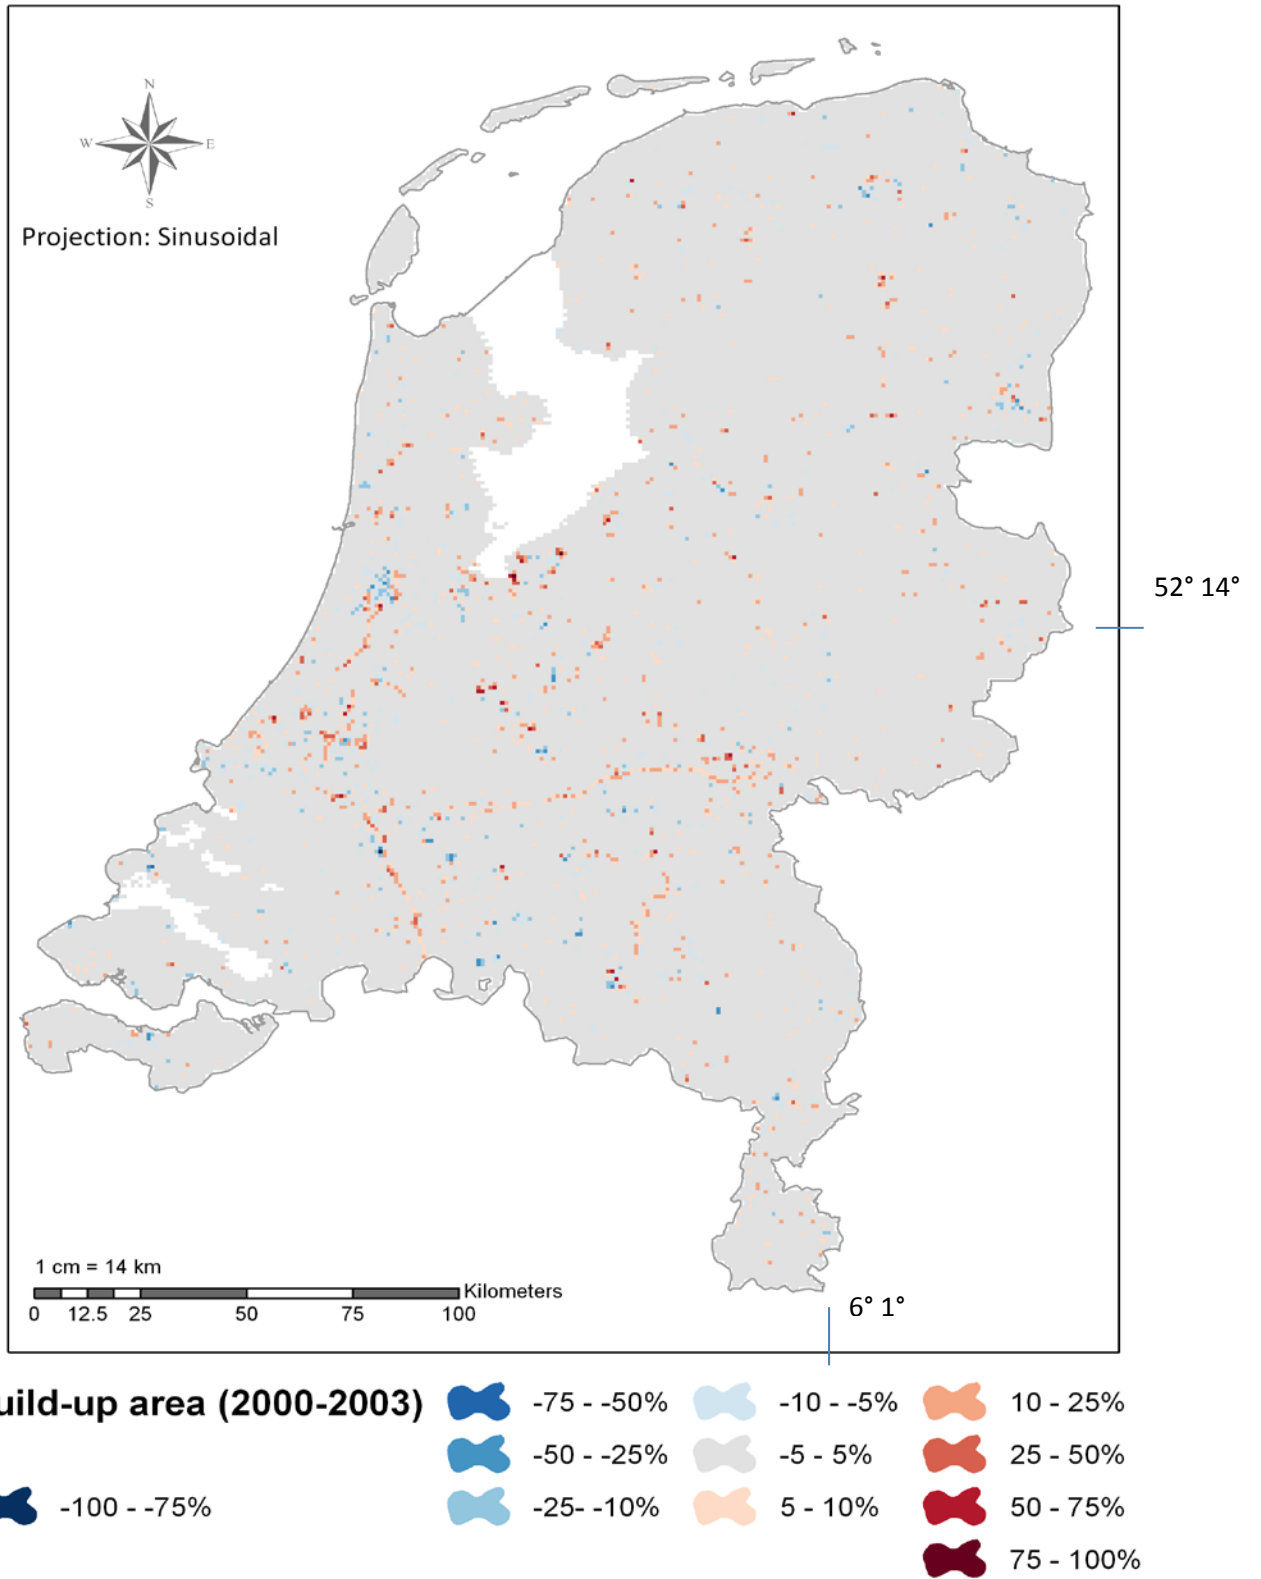 N
W E
S
Projection: Sinusoidal
52° 14°
1 cm = 14 km
Kilometers
0 12.5 25 50 75 100
6° 1°
uild-up area (2000-2003)
-75 - -50%
-10 - -5%
10 - 25%
-50 - -25%
-5 - 5%
25 - 50%
-100 - -75%
-25- -10%
5 - 10%
50 - 75%
75 - 100%